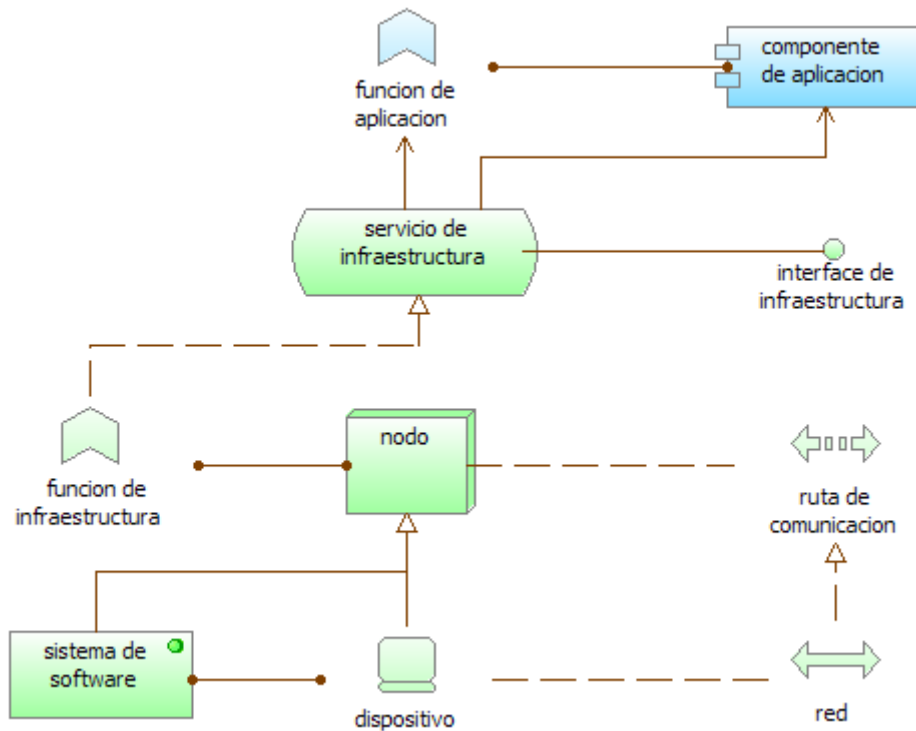 componente
de aplicacion
funcion de
aplicacion
servicio de
infraestructura
interface de
infraestructura
nodo
funcion de
infraestructura
ruta de
comunicacion
sistema de
software
dispositivo
red